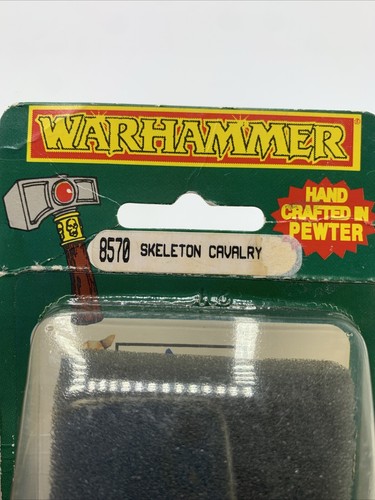 WARHAMMER
HAND
CRAFTED IN
PEWTER
8570 SKELETON CAVALRY